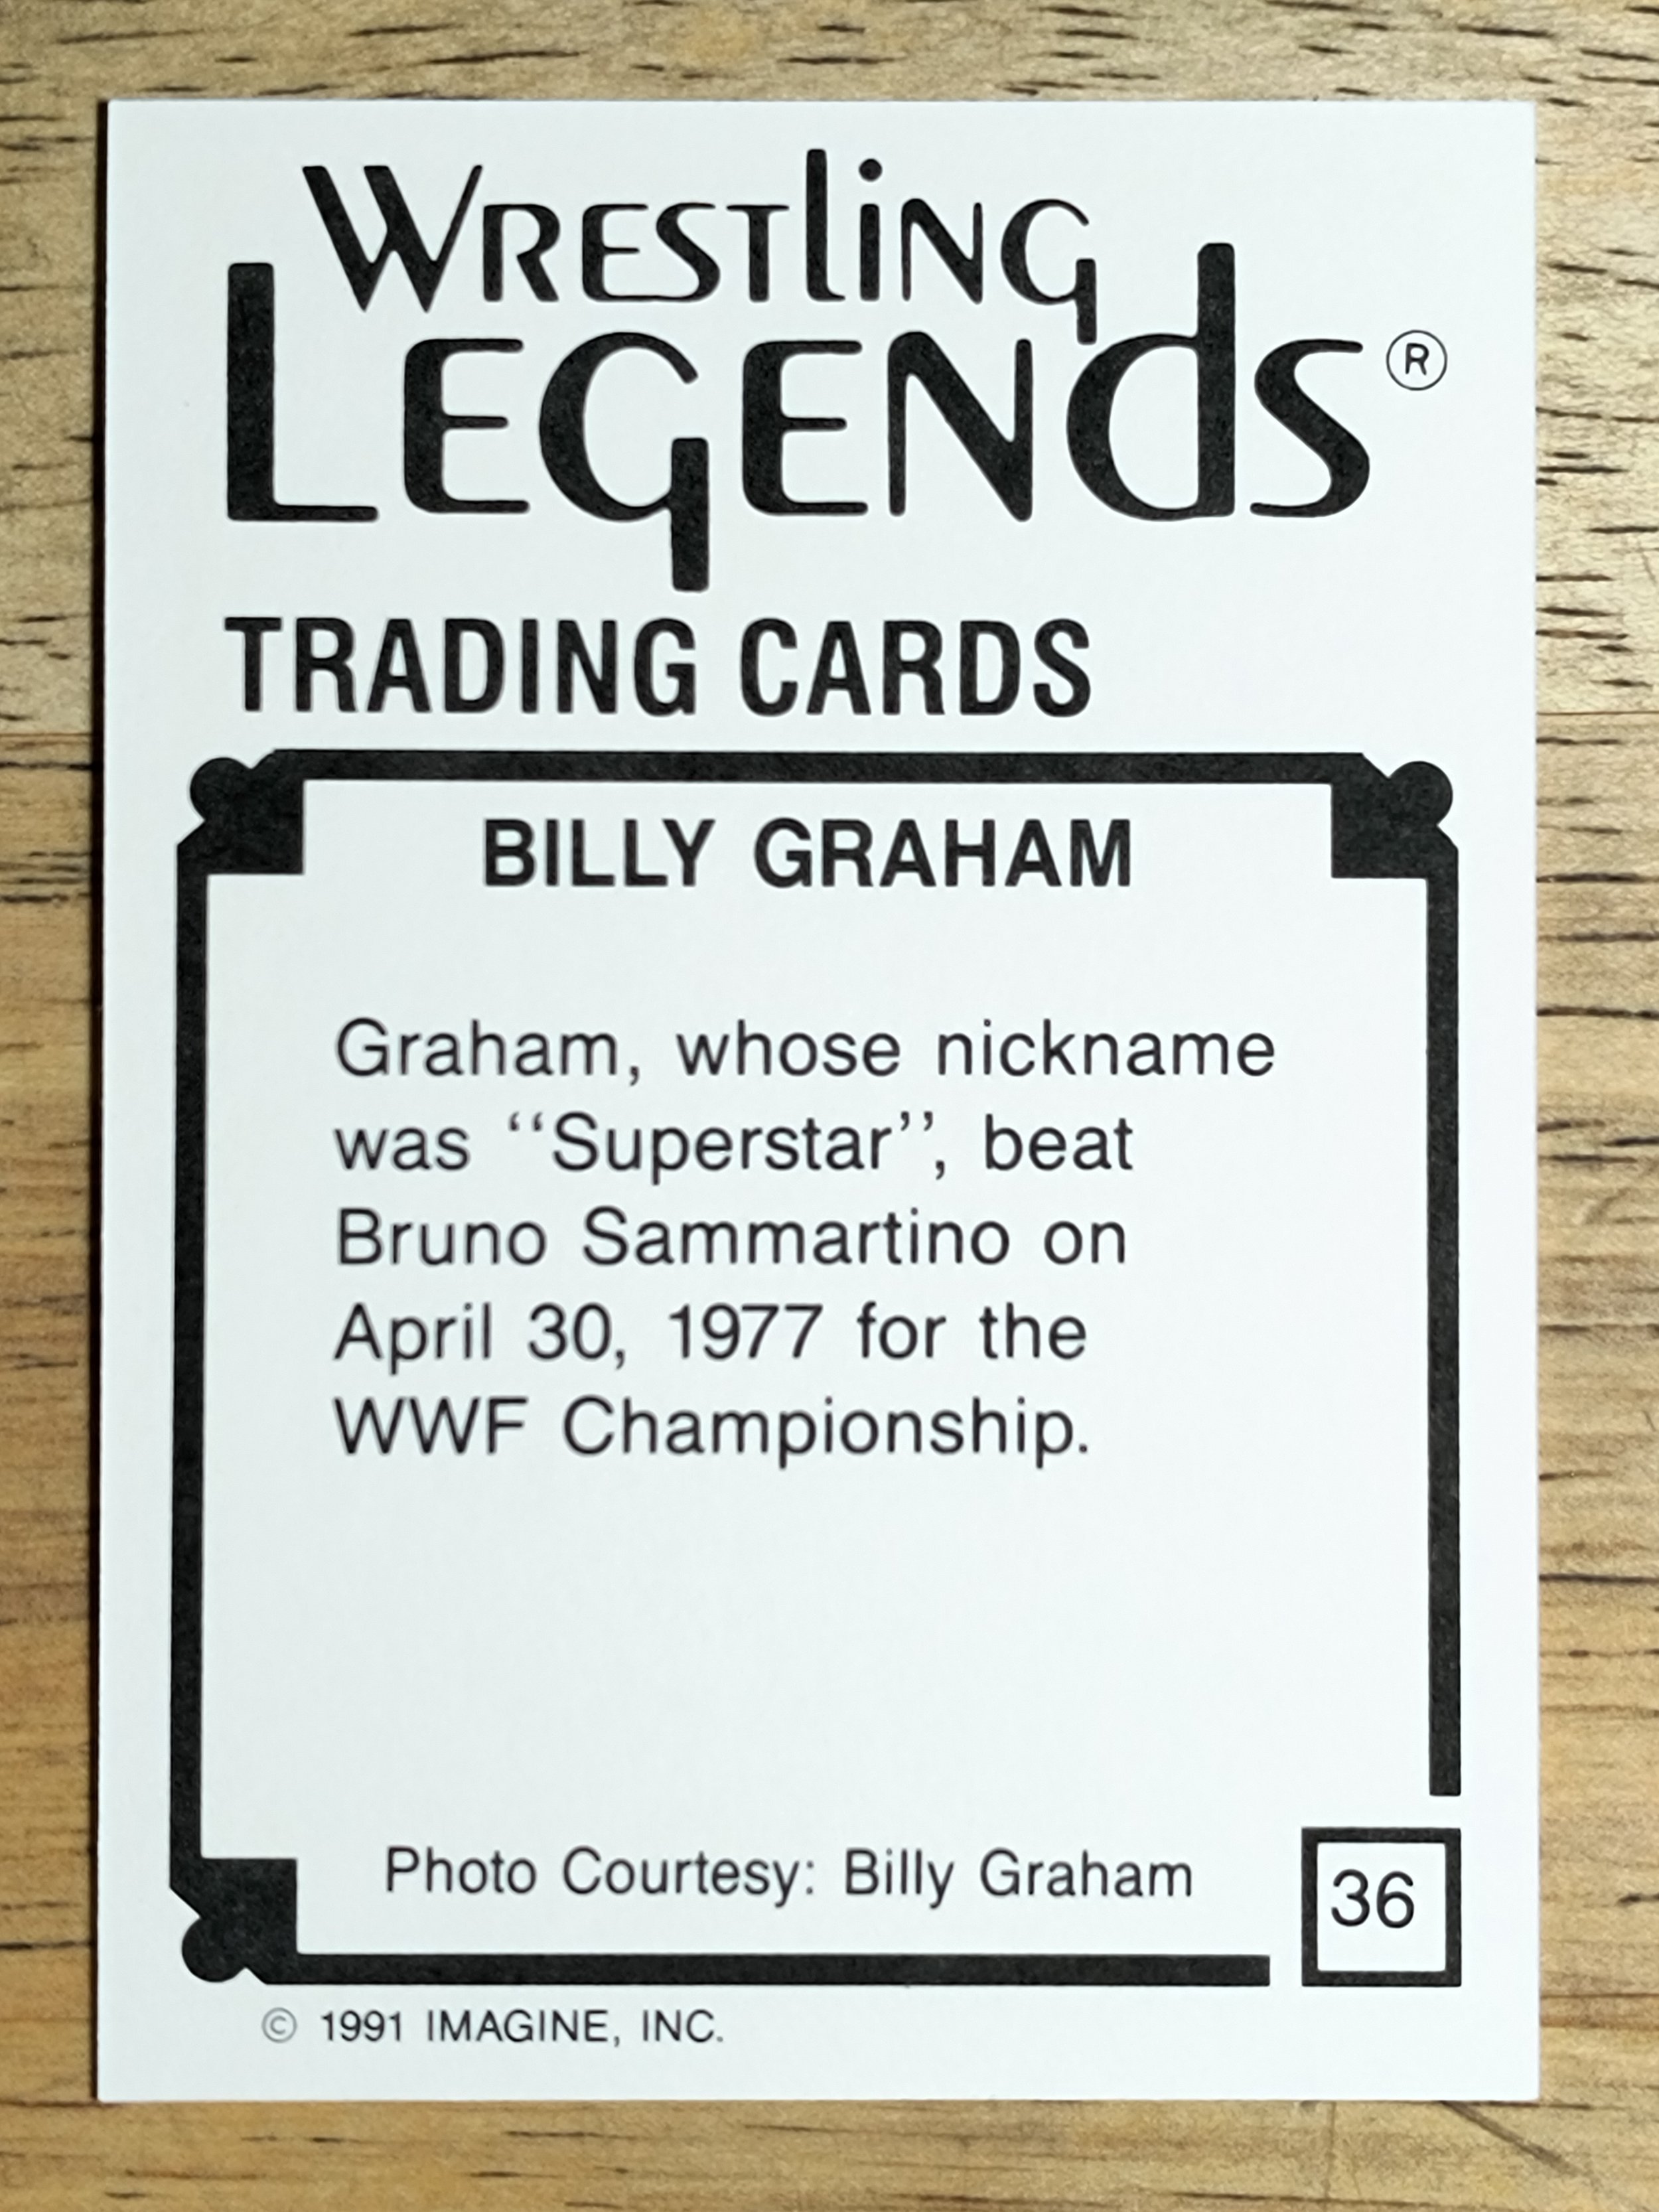 WRESTLING
LEGENDS®
TRADING CARDS
BILLY GRAHAM
Graham, whose nickname
was ‘‘Superstar’’, beat
Bruno Sammartino on
April 30, 1977 for the
WWF Championship.
Photo Courtesy: Billy Graham
36
© 1991 IMAGINE, INC.